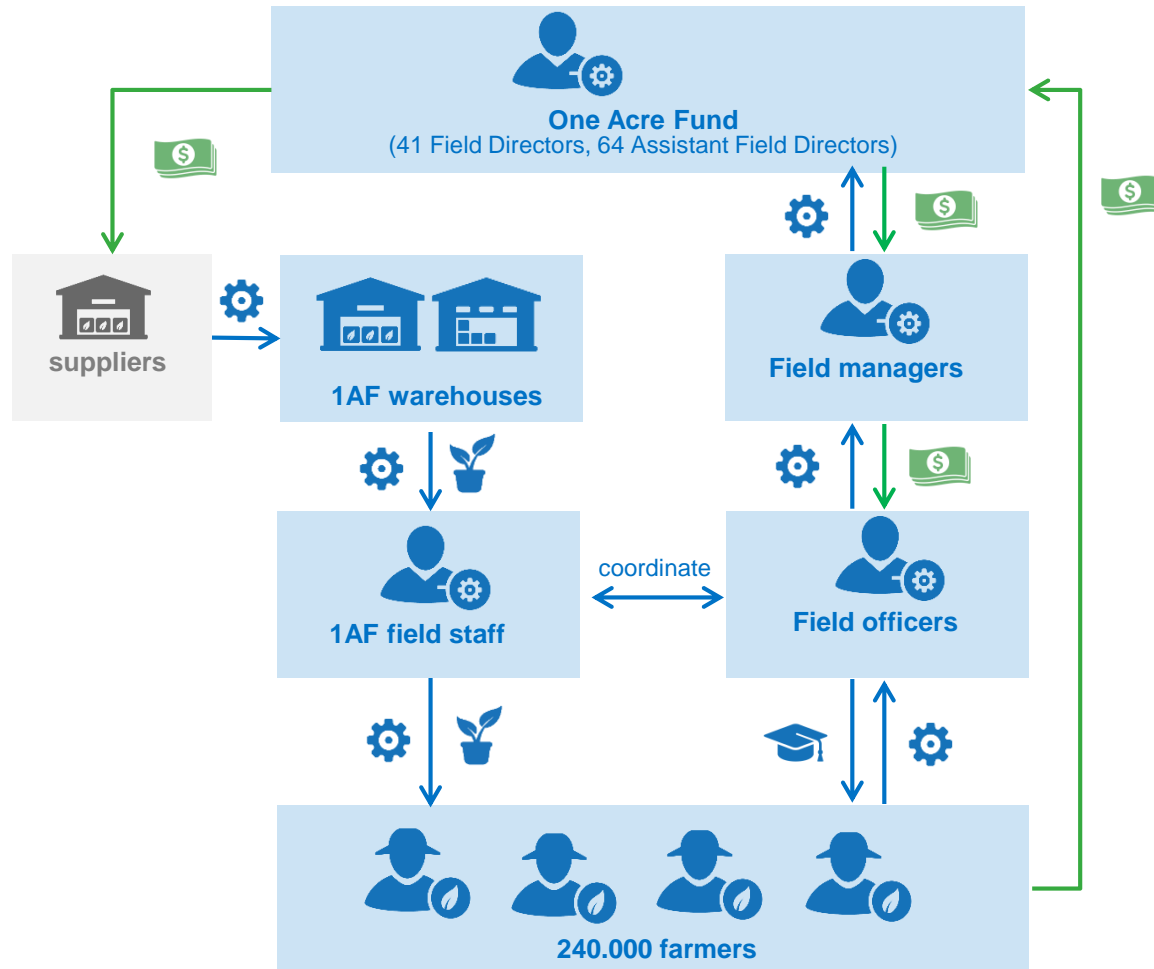 One Acre Fund
(41 Field Directors, 64 Assistant Field Directors)
suppliers
1AF warehouses
Field managers
coordinate
1AF field staff
Field officers
240.000 farmers